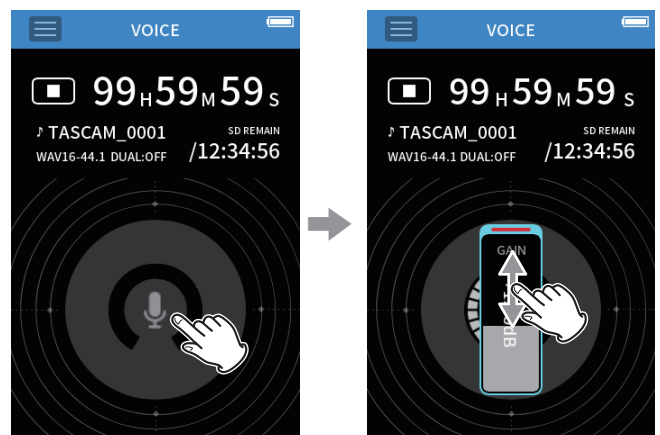 VOICE
99H59M59S
♪ TASCAM_0001
SD REMAIN
WAV16-44.1 DUAL:OFF
/12:34:56
VOICE
99H59M59S
♪ TASCAM_0001
SD REMAIN
WAV16-44.1 DUAL:OFF
/12:34:56
GAIN
dB